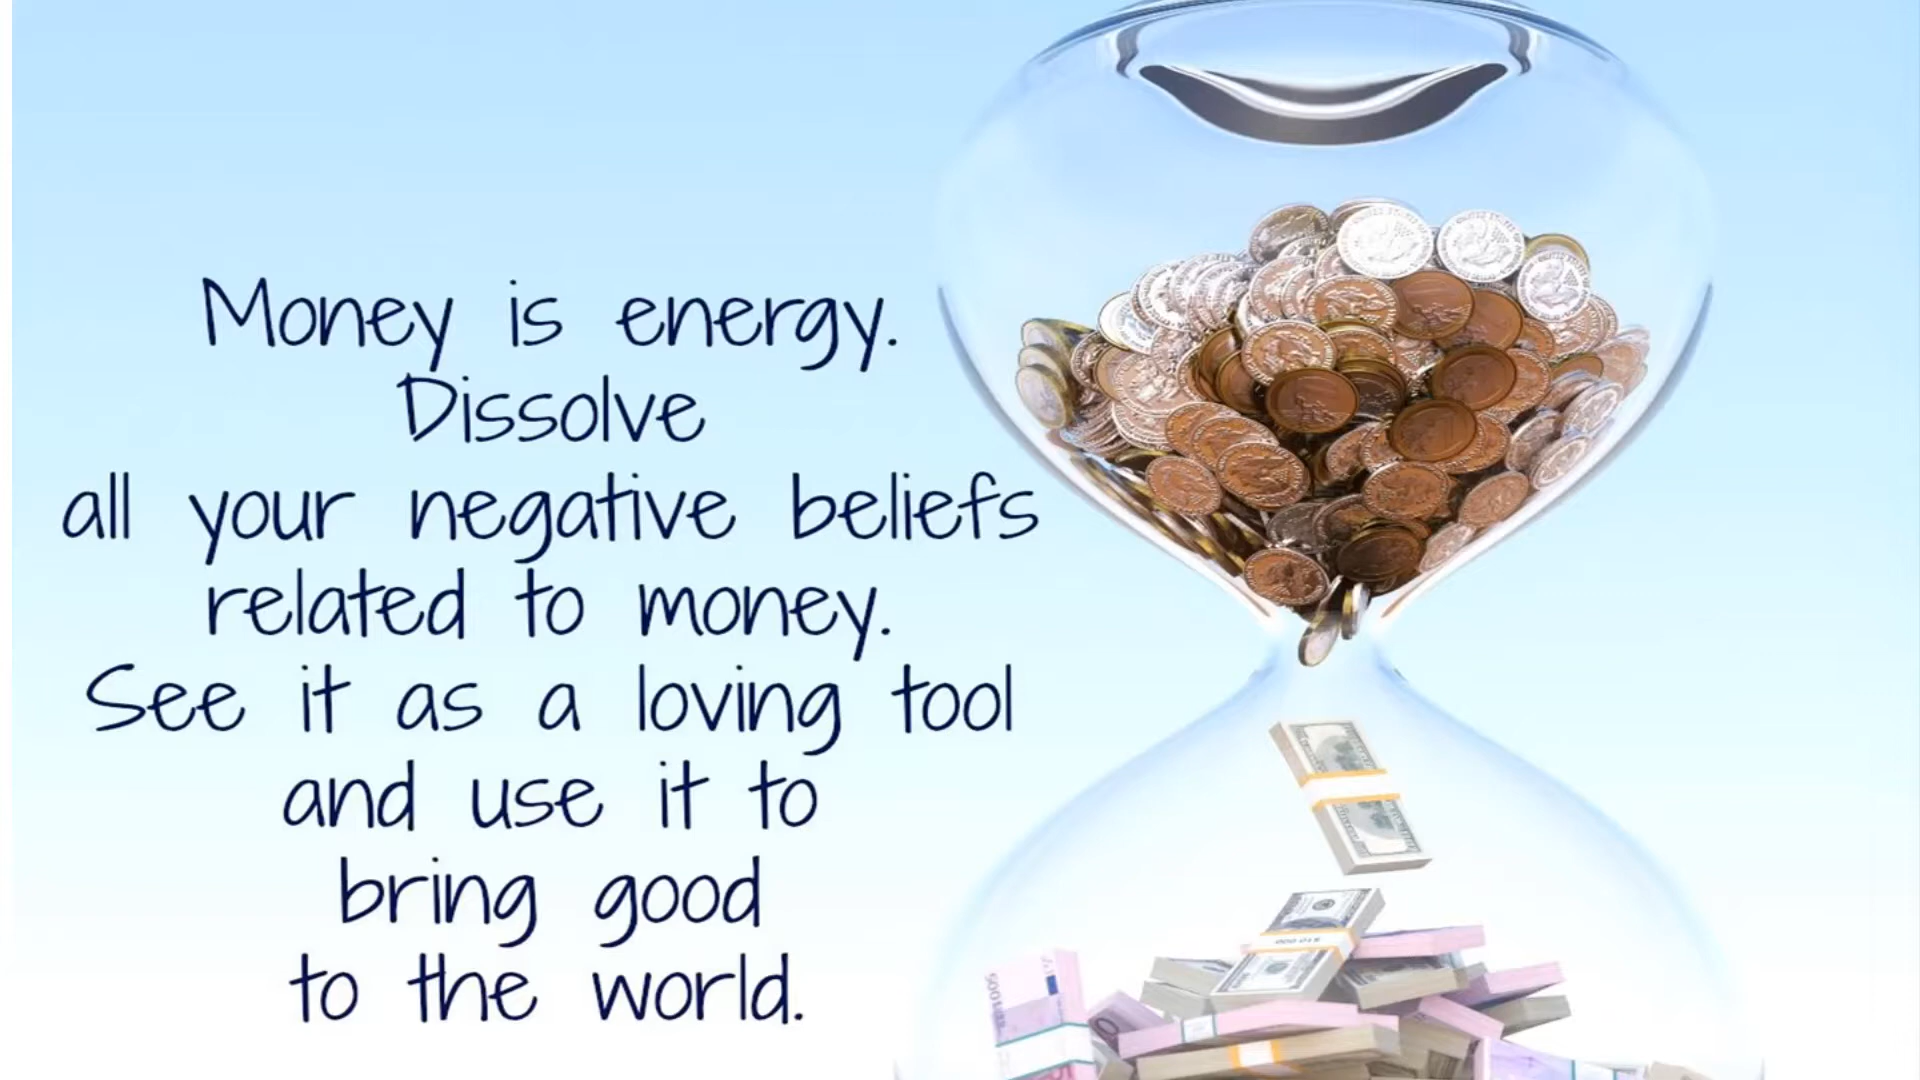 Money is energy.
Dissolve
all your negative beliefs
related to money.
See it as a loving tool
and use it to
bring good
to the world.